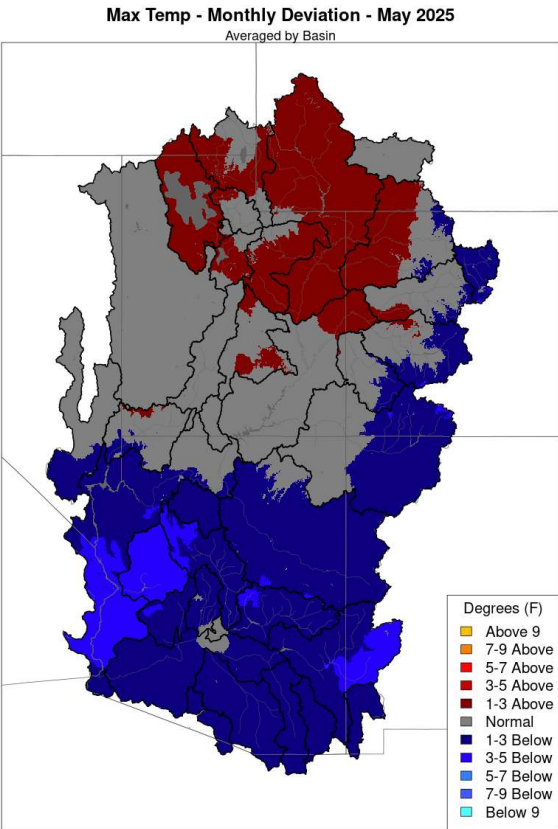 Max Temp - Monthly Deviation - May 2025
Averaged by Basin
Degrees (F)
Above 9
7-9 Above
5-7 Above
3-5 Above
1-3 Above
Normal
1-3 Below
3-5 Below
5-7 Below
7-9 Below
Below 9